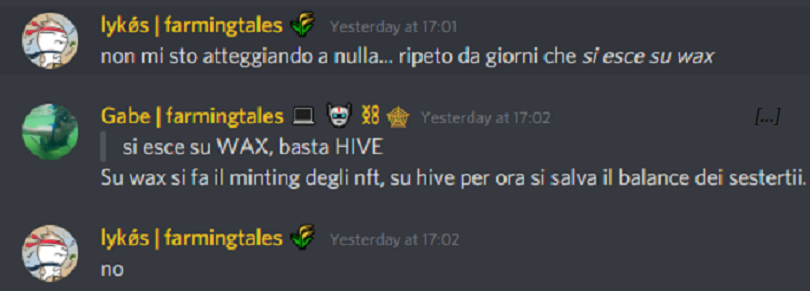 lykøs | farmingtales Yesterday at 17:01
non mi sto atteggiando a nulla... ripeto da giorni che si esce su wax
Gabe | farmingtales Yesterday at 17:02 [...]
si esce su WAX, basta HIVE
Su wax si fa il minting degli nft, su hive per ora si salva il balance dei sestertii.
lykøs | farmingtales Yesterday at 17:02
no